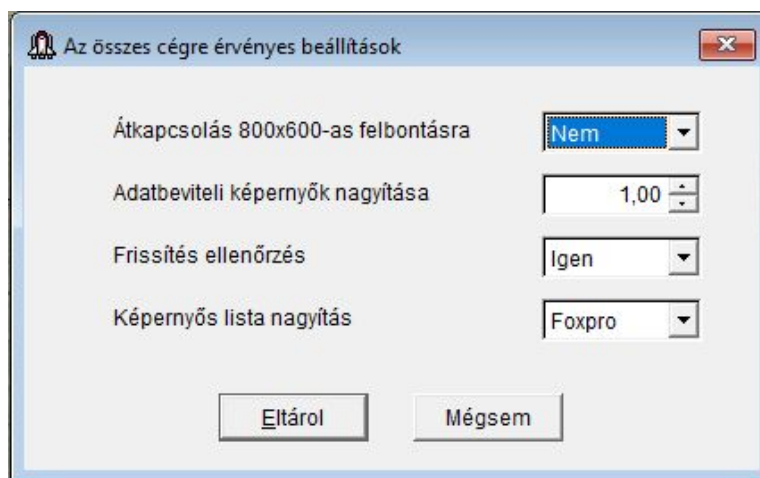 Az összes cégre érvényes beállítások
Átkapcsolás 800x600-as felbontásra Nem
Adatbeviteli képernyők nagyítása 1,00
Frissítés ellenőrzés Igen
Képernyős lista nagyítás Foxpro
Eltárol Mégsem